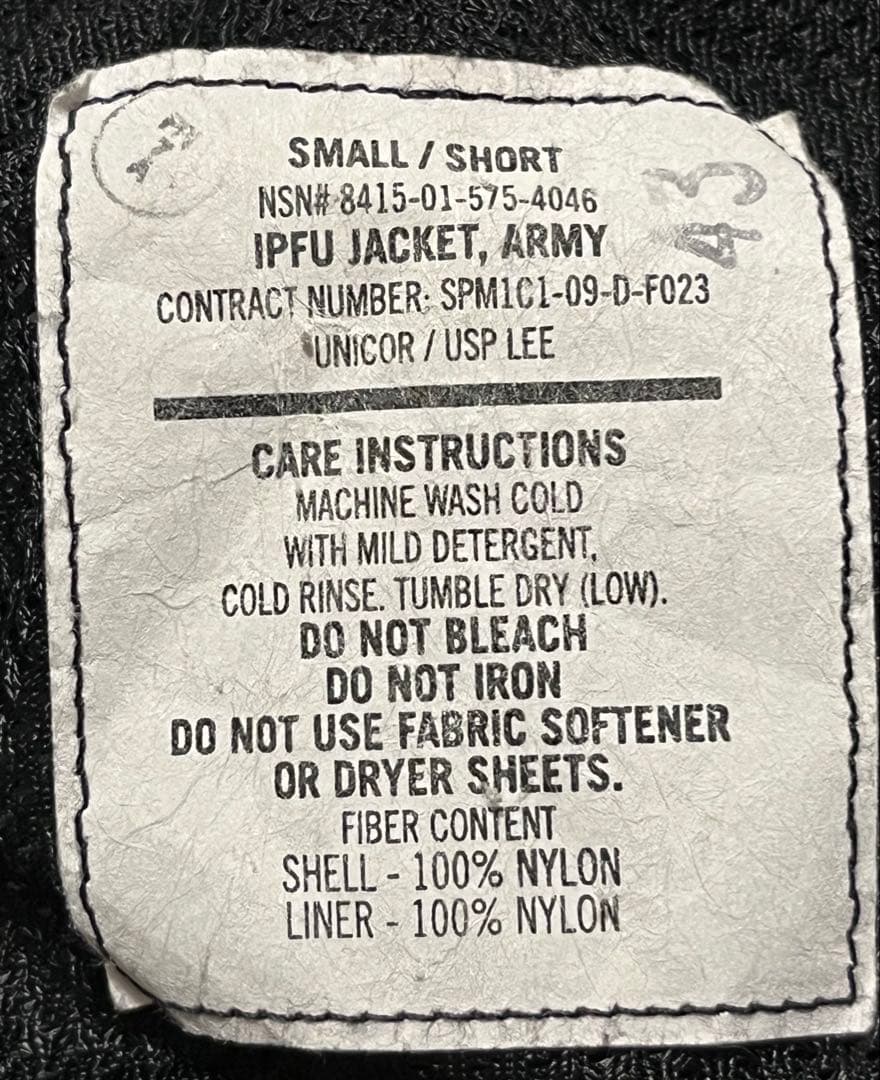 SMALL / SHORT
NSN# 8415-01-575-4046
IPFU JACKET, ARMY
CONTRACT NUMBER: SPM1C1-09-D-F023
UNICOR / USP LEE
CARE INSTRUCTIONS
MACHINE WASH COLD
WITH MILD DETERGENT,
COLD RINSE. TUMBLE DRY (LOW).
DO NOT BLEACH
DO NOT IRON
DO NOT USE FABRIC SOFTENER
OR DRYER SHEETS.
FIBER CONTENT
SHELL - 100% NYLON
LINER - 100% NYLON
43